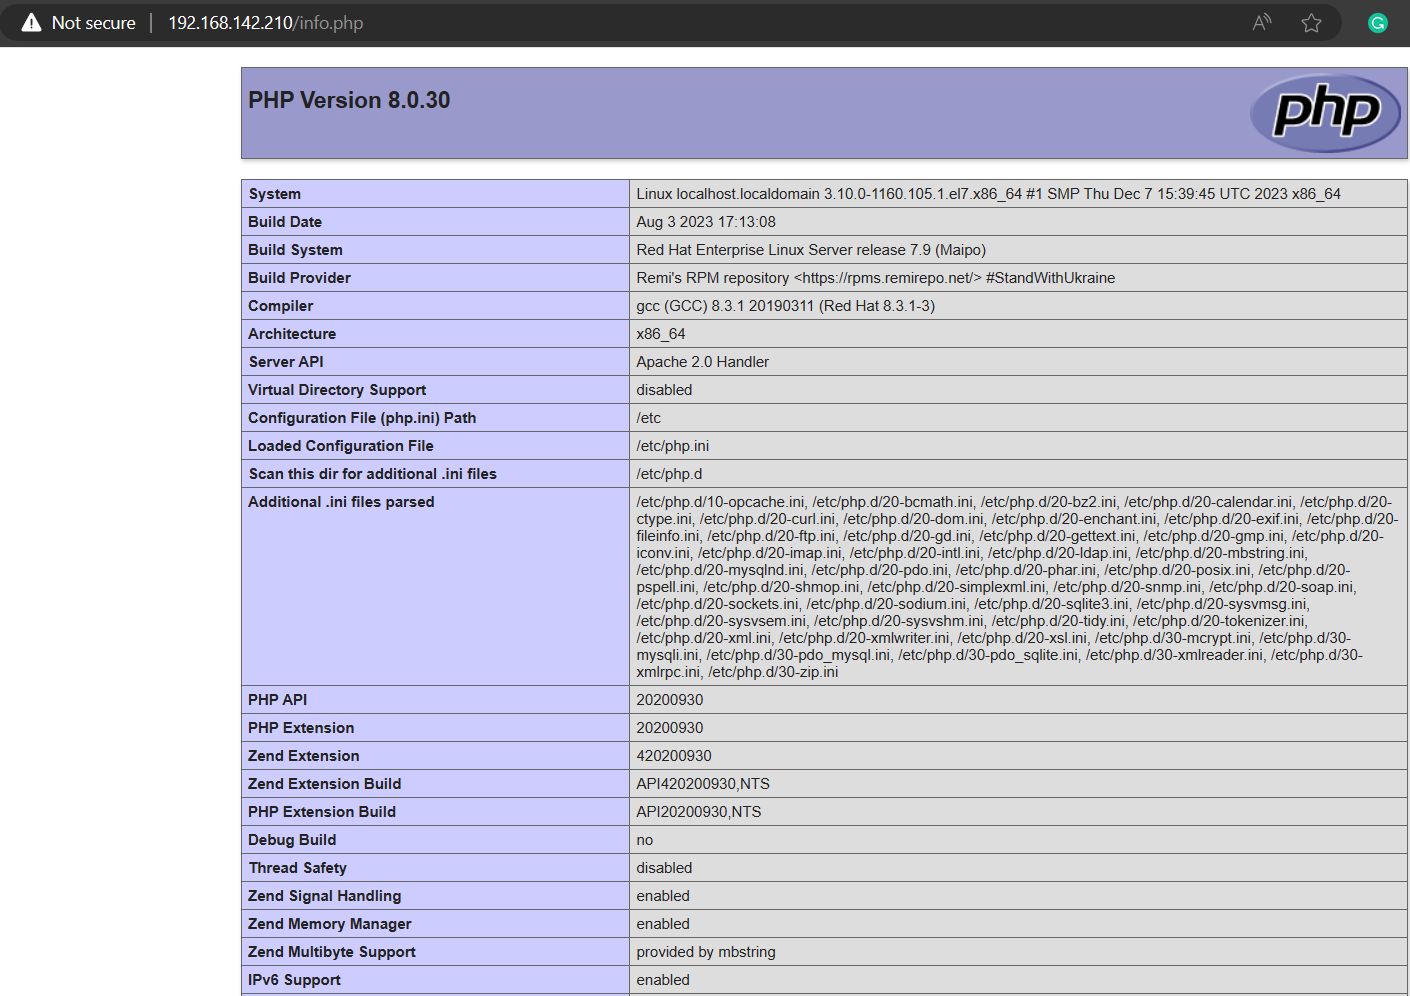 Not secure | 192.168.142.210/info.php
PHP Version 8.0.30
php
System Linux localhost.localdomain 3.10.0-1160.105.1.el7.x86_64 #1 SMP Thu Dec 7 15:39:45 UTC 2023 x86_64
Build Date Aug 3 2023 17:13:08
Build System Red Hat Enterprise Linux Server release 7.9 (Maipo)
Build Provider Remi's RPM repository <https://rpms.remirepo.net/> #StandWithUkraine
Compiler gcc (GCC) 8.3.1 20190311 (Red Hat 8.3.1-3)
Architecture x86_64
Server API Apache 2.0 Handler
Virtual Directory Support disabled
Configuration File (php.ini) Path /etc
Loaded Configuration File /etc/php.ini
Scan this dir for additional .ini files /etc/php.d
Additional .ini files parsed /etc/php.d/10-opcache.ini, /etc/php.d/20-bcmath.ini, /etc/php.d/20-bz2.ini, /etc/php.d/20-calendar.ini, /etc/php.d/20-
ctype.ini, /etc/php.d/20-curl.ini, /etc/php.d/20-dom.ini, /etc/php.d/20-enchant.ini, /etc/php.d/20-exif.ini, /etc/php.d/20-
fileinfo.ini, /etc/php.d/20-ftp.ini, /etc/php.d/20-gd.ini, /etc/php.d/20-gettext.ini, /etc/php.d/20-gmp.ini, /etc/php.d/20-
iconv.ini, /etc/php.d/20-imap.ini, /etc/php.d/20-intl.ini, /etc/php.d/20-ldap.ini, /etc/php.d/20-mbstring.ini,
/etc/php.d/20-mysqlnd.ini, /etc/php.d/20-pdo.ini, /etc/php.d/20-phar.ini, /etc/php.d/20-posix.ini, /etc/php.d/20-
pspell.ini, /etc/php.d/20-shmop.ini, /etc/php.d/20-simplexml.ini, /etc/php.d/20-snmp.ini, /etc/php.d/20-soap.ini,
/etc/php.d/20-sockets.ini, /etc/php.d/20-sodium.ini, /etc/php.d/20-sqlite3.ini, /etc/php.d/20-sysvmsg.ini,
/etc/php.d/20-sysvsem.ini, /etc/php.d/20-sysvshm.ini, /etc/php.d/20-tidy.ini, /etc/php.d/20-tokenizer.ini,
/etc/php.d/20-xml.ini, /etc/php.d/20-xmlwriter.ini, /etc/php.d/20-xsl.ini, /etc/php.d/30-mcrypt.ini, /etc/php.d/30-
mysqli.ini, /etc/php.d/30-pdo_mysql.ini, /etc/php.d/30-pdo_sqlite.ini, /etc/php.d/30-xmlreader.ini, /etc/php.d/30-
xmlrpc.ini, /etc/php.d/30-zip.ini
PHP API 20200930
PHP Extension 20200930
Zend Extension 420200930
Zend Extension Build API420200930,NTS
PHP Extension Build API20200930,NTS
Debug Build no
Thread Safety disabled
Zend Signal Handling enabled
Zend Memory Manager enabled
Zend Multibyte Support provided by mbstring
IPv6 Support enabled